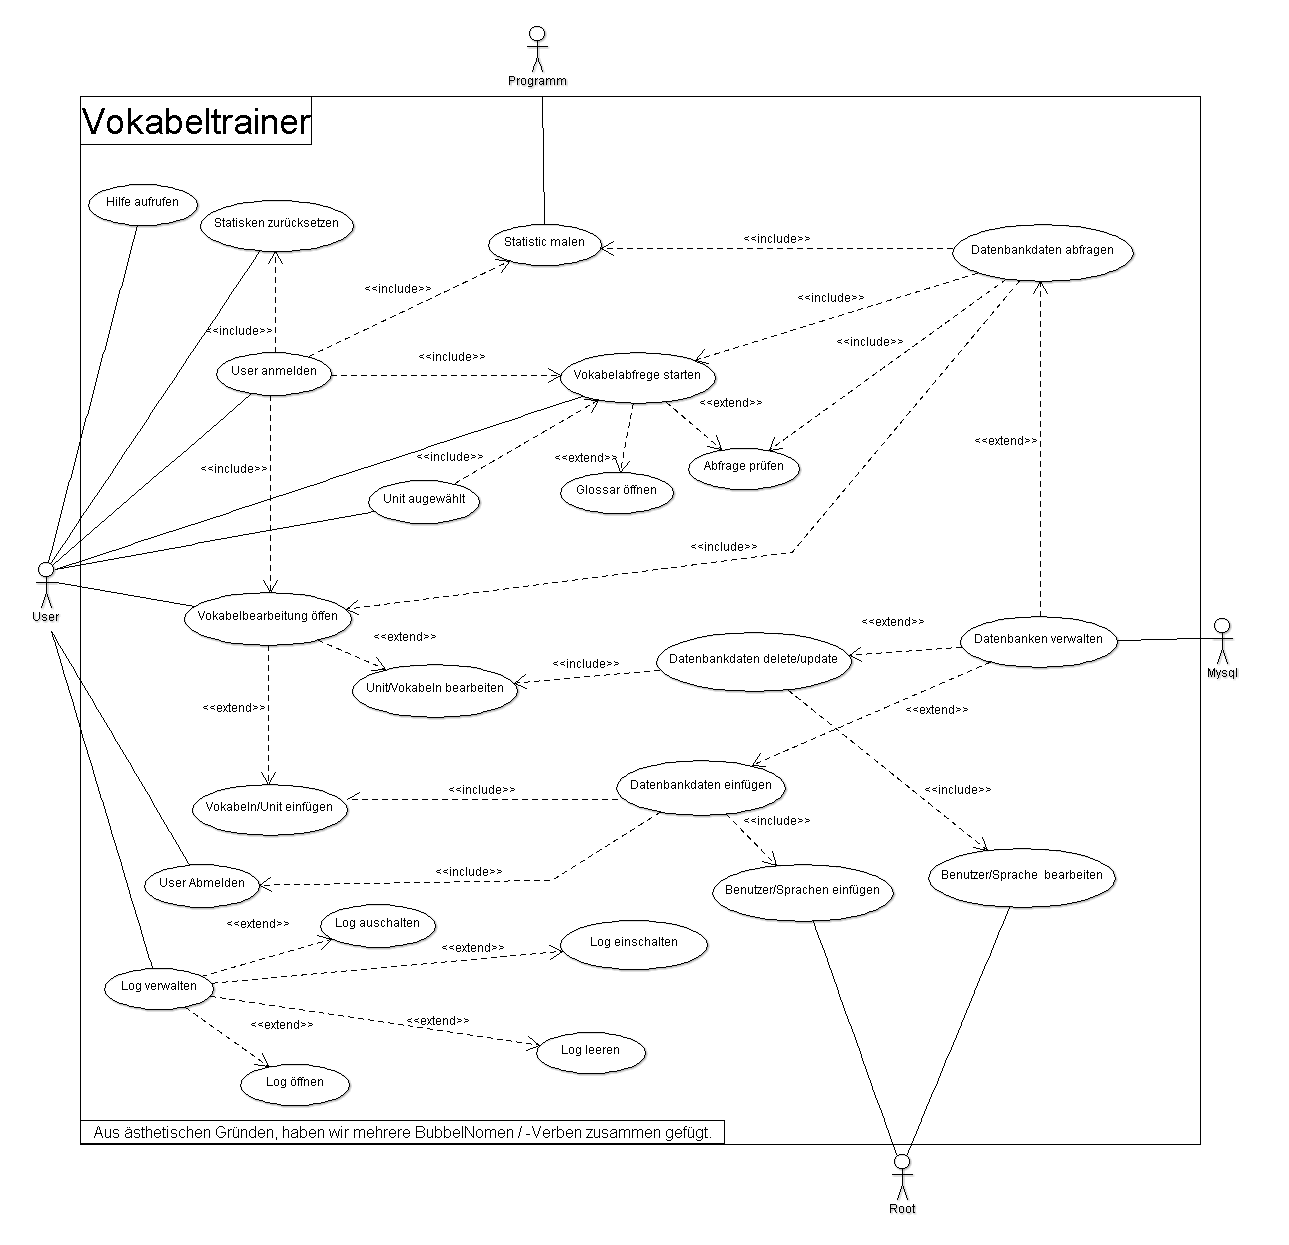 Programm
Vokabeltrainer
Hilfe aufrufen
Statisken zurücksetzen
Statistic malen
<<include>>
Datenbankdaten abfragen
<<include>>
<<include>>
<<include>>
<<include>>
<<include>>
User anmelden
<<include>>
Vokabelabfrege starten
<<extend>>
<<extend>>
<<include>>
<<include>>
<<extend>>
Abfrage prüfen
Unit augewählt
Glossar öffnen
<<include>>
User
Vokabelbearbeitung öffen
<<extend>>
<<extend>>
Datenbanken verwalten
Mysql
<<include>>
Datenbankdaten delete/update
Unit/Vokabeln bearbeiten
<<extend>>
<<extend>>
Datenbankdaten einfügen
<<include>>
<<include>>
Vokabeln/Unit einfügen
<<include>>
<<include>>
User Abmelden
Benutzer/Sprachen einfügen
Benutzer/Sprache  bearbeiten
<<extend>>
Log auschalten
<<extend>>
Log einschalten
Log verwalten
<<extend>>
<<extend>>
Log leeren
Log öffnen
Aus ästhetischen Gründen, haben wir mehrere BubbelNomen / -Verben zusammen gefügt.
Root